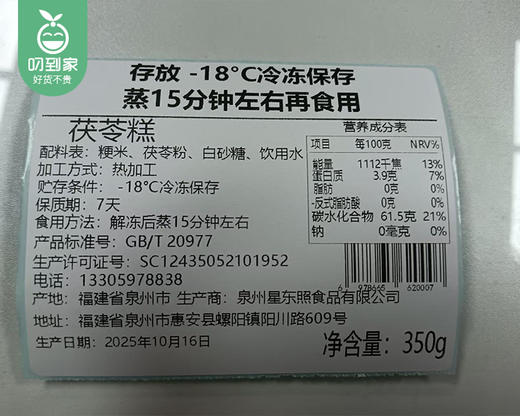 叨到家
好货不贵
存放 -18°C冷冻保存
蒸15分钟左右再食用
茯苓糕
配料表：粳米、茯苓粉、白砂糖、饮用水
加工方式：热加工
贮存条件： -18°C冷冻保存
保质期：7天
食用方法：解冻后蒸15分钟左右
产品标准号：GB/T 20977
生产许可证号：SC12435052101952
电话：13305978838
产地：福建省泉州市 生产商：泉州星东照食品有限公司
地址：福建省泉州市惠安县螺阳镇阳川路609号
生产日期：2025年10月16日
净含量：350g
营养成分表
项目 每100克 NRV%
能量 1112千焦 13%
蛋白质 3.9克 7%
脂肪 0克 0%
-反式脂肪酸 0克 0%
碳水化合物 61.5克 21%
钠 0毫克 0%
6 978665 620007